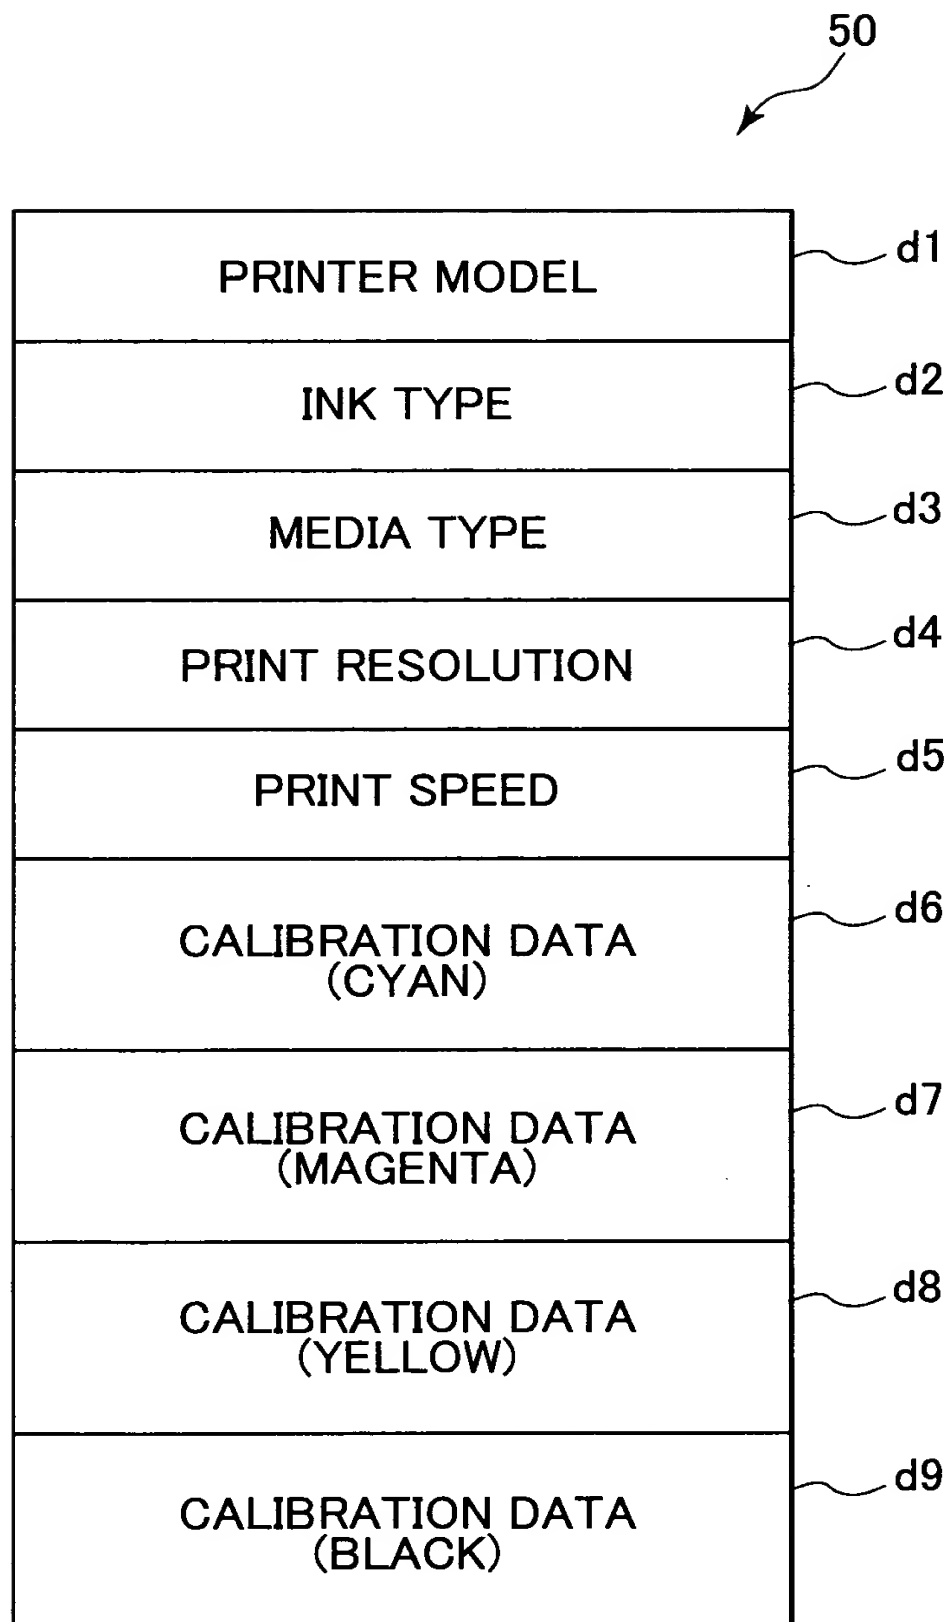 50
PRINTER MODEL
d1
INK TYPE
d2
MEDIA TYPE
d3
PRINT RESOLUTION
d4
PRINT SPEED
d5
CALIBRATION DATA
(CYAN)
d6
CALIBRATION DATA
(MAGENTA)
d7
CALIBRATION DATA
(YELLOW)
d8
CALIBRATION DATA
(BLACK)
d9